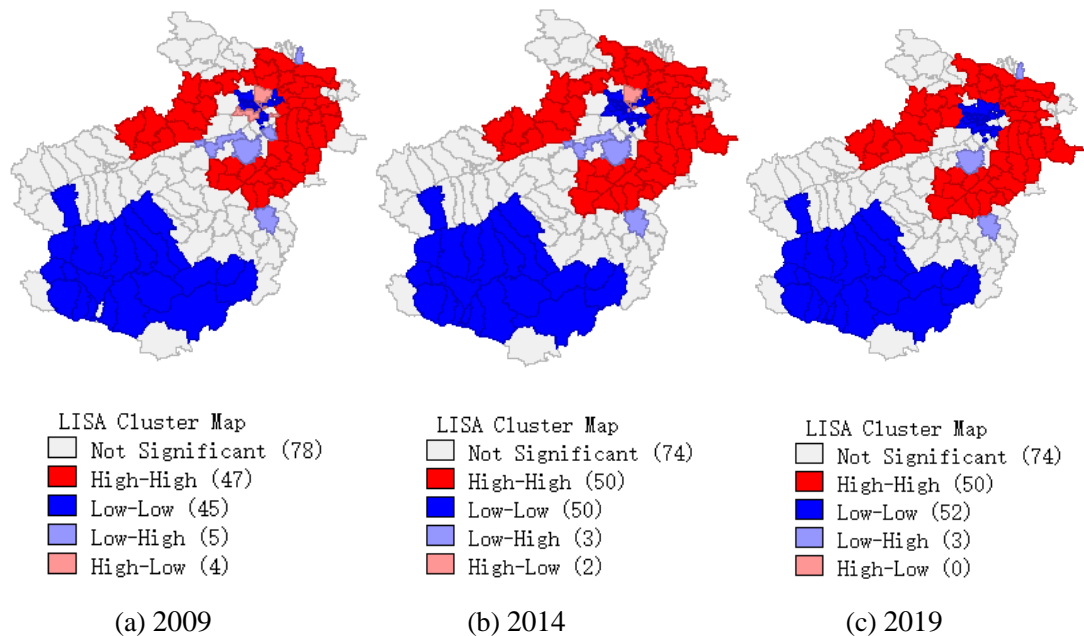 LISA Cluster Map
Not Significant (78)
High-High (47)
Low-Low (45)
Low-High (5)
High-Low (4)
(a) 2009
LISA Cluster Map
Not Significant (74)
High-High (50)
Low-Low (50)
Low-High (3)
High-Low (2)
(b) 2014
LISA Cluster Map
Not Significant (74)
High-High (50)
Low-Low (52)
Low-High (3)
High-Low (0)
(c) 2019